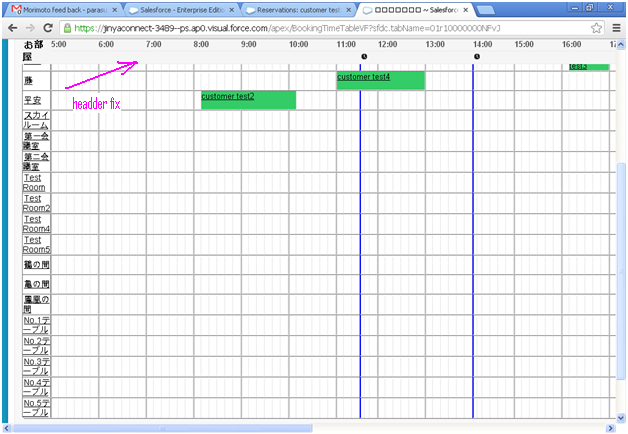 Morimoto feed back - parasu
Salesforce - Enterprise Editi
Reservations: customer test
□□□□□□□ ~ Salesfor
https://jinyaconnect-3489--ps.ap0.visual.force.com/apex/BookingTimeTableVF?sfdc.tabName=01r1000000NFvJ
お部屋 5:00 6:00 7:00 8:00 9:00 10:00 11:00 12:00 13:00 14:00 15:00 16:00
test3
藤 customer test4
headder fix
平安 customer test2
スカイ
ルーム
第一会
議室
第二会
議室
Test
Room
Test
Room2
Test
Room4
Test
Room5
鶴の間
亀の間
鳳凰の
間
No.1テ
ーブル
No.2テ
ーブル
No.3テ
ーブル
No.4テ
ーブル
No.5テ
ーブル